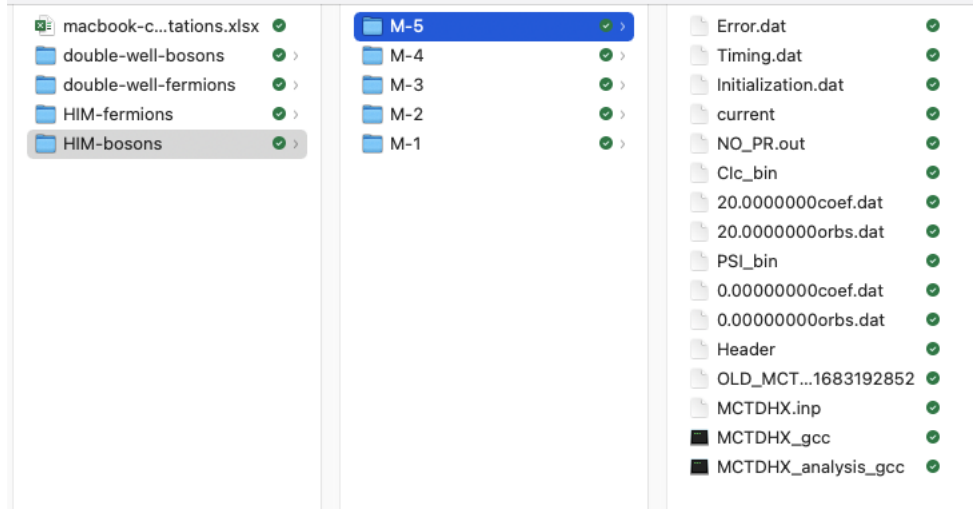 macbook-c...tations.xlsx
double-well-bosons
double-well-fermions
HIM-fermions
HIM-bosons
M-5
M-4
M-3
M-2
M-1
Error.dat
Timing.dat
Initialization.dat
current
NO_PR.out
CIc_bin
20.0000000coef.dat
20.0000000orbs.dat
PSI_bin
0.00000000coef.dat
0.00000000orbs.dat
Header
OLD_MCT...1683192852
MCTDHX.inp
MCTDHX_gcc
MCTDHX_analysis_gcc